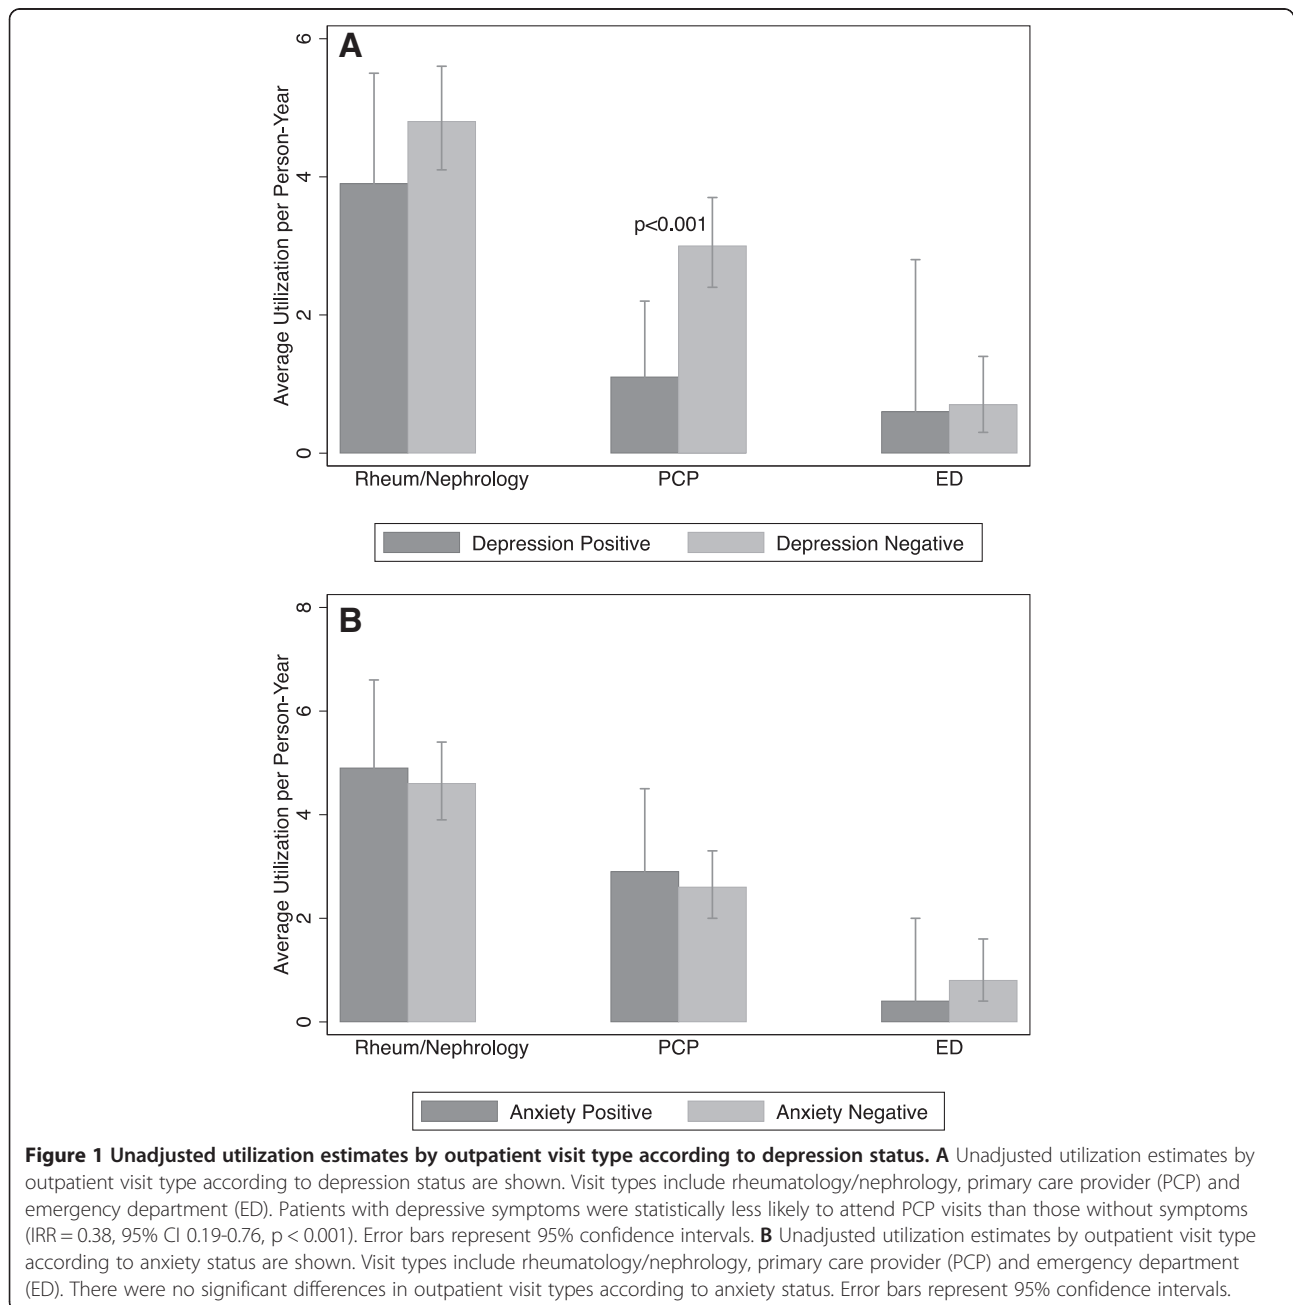 A
Average Utilization per Person-Year
6
4
2
0
p<0.001
Rheum/Nephrology PCP ED
Depression Positive Depression Negative
B
Average Utilization per Person-Year
8
6
4
2
0
Rheum/Nephrology PCP ED
Anxiety Positive Anxiety Negative
Figure 1 Unadjusted utilization estimates by outpatient visit type according to depression status. A Unadjusted utilization estimates by
outpatient visit type according to depression status are shown. Visit types include rheumatology/nephrology, primary care provider (PCP) and
emergency department (ED). Patients with depressive symptoms were statistically less likely to attend PCP visits than those without symptoms
(IRR = 0.38, 95% CI 0.19-0.76, p < 0.001). Error bars represent 95% confidence intervals. B Unadjusted utilization estimates by outpatient visit type
according to anxiety status are shown. Visit types include rheumatology/nephrology, primary care provider (PCP) and emergency department
(ED). There were no significant differences in outpatient visit types according to anxiety status. Error bars represent 95% confidence intervals.